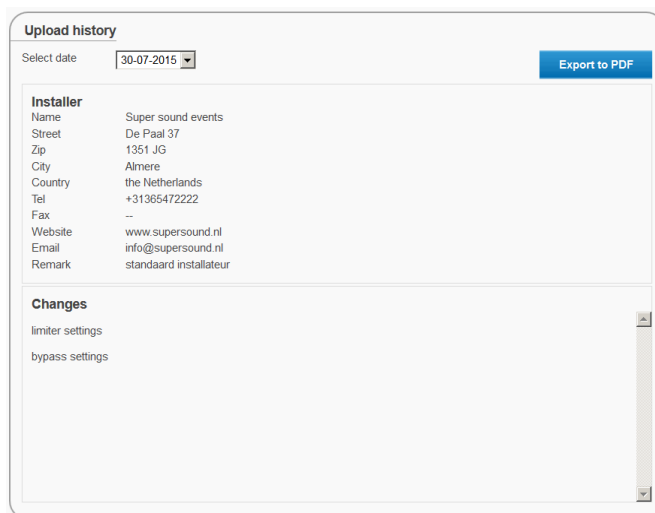 Upload history
Select date 30-07-2015 Export to PDF
Installer
Name Super sound events
Street De Paal 37
Zip 1351 JG
City Almere
Country the Netherlands
Tel +31365472222
Fax --
Website www.supersound.nl
Email info@supersound.nl
Remark standaard installateur
Changes
limiter settings
bypass settings